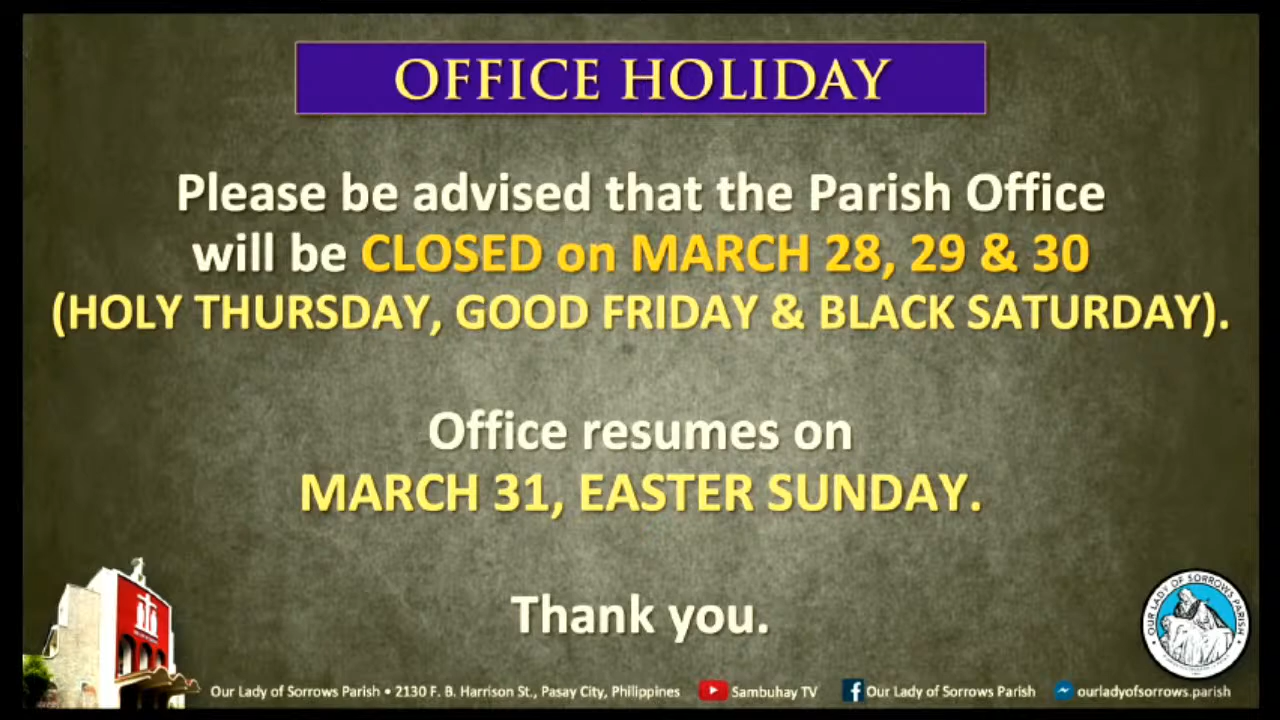 OFFICE HOLIDAY
Please be advised that the Parish Office
will be CLOSED on MARCH 28, 29 & 30
(HOLY THURSDAY, GOOD FRIDAY & BLACK SATURDAY).
Office resumes on
MARCH 31, EASTER SUNDAY.
Thank you.
OUR LADY OF SORROWS PARISH
Our Lady of Sorrows Parish • 2130 F. B. Harrison St., Pasay City, Philippines Sambuhay TV Our Lady of Sorrows Parish ourladyofsorrows.parish